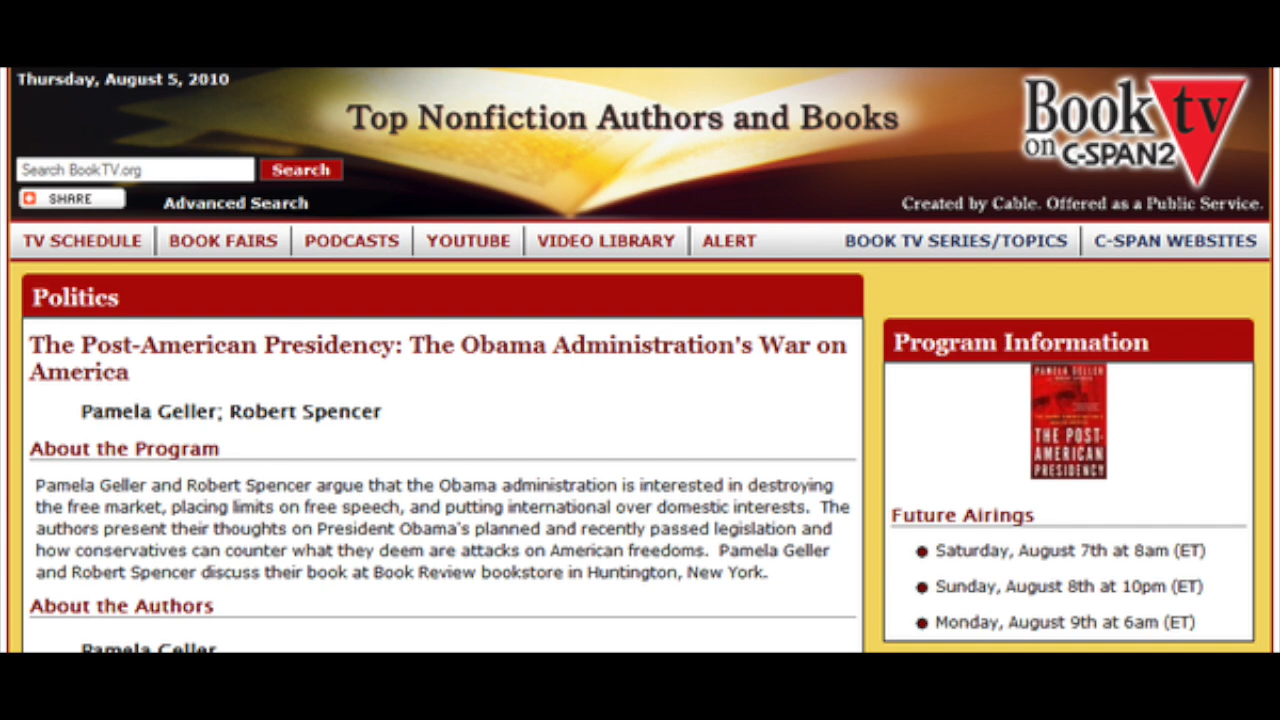 Thursday, August 5, 2010
Top Nonfiction Authors and Books
Book tv
on C-SPAN2
Search BookTV.org
Search
SHARE
Advanced Search
Created by Cable. Offered as a Public Service.
TV SCHEDULE
BOOK FAIRS
PODCASTS
YOUTUBE
VIDEO LIBRARY
ALERT
BOOK TV SERIES/TOPICS
C-SPAN WEBSITES
Politics
The Post-American Presidency: The Obama Administration's War on
America
Pamela Geller; Robert Spencer
About the Program
Pamela Geller and Robert Spencer argue that the Obama administration is interested in destroying
the free market, placing limits on free speech, and putting international over domestic interests. The
authors present their thoughts on President Obama's planned and recently passed legislation and
how conservatives can counter what they deem are attacks on American freedoms. Pamela Geller
and Robert Spencer discuss their book at Book Review bookstore in Huntington, New York.
About the Authors
Pamela Geller
Program Information
PAMELA GELLER
THE POST-
AMERICAN
PRESIDENCY
Future Airings
Saturday, August 7th at 8am (ET)
Sunday, August 8th at 10pm (ET)
Monday, August 9th at 6am (ET)